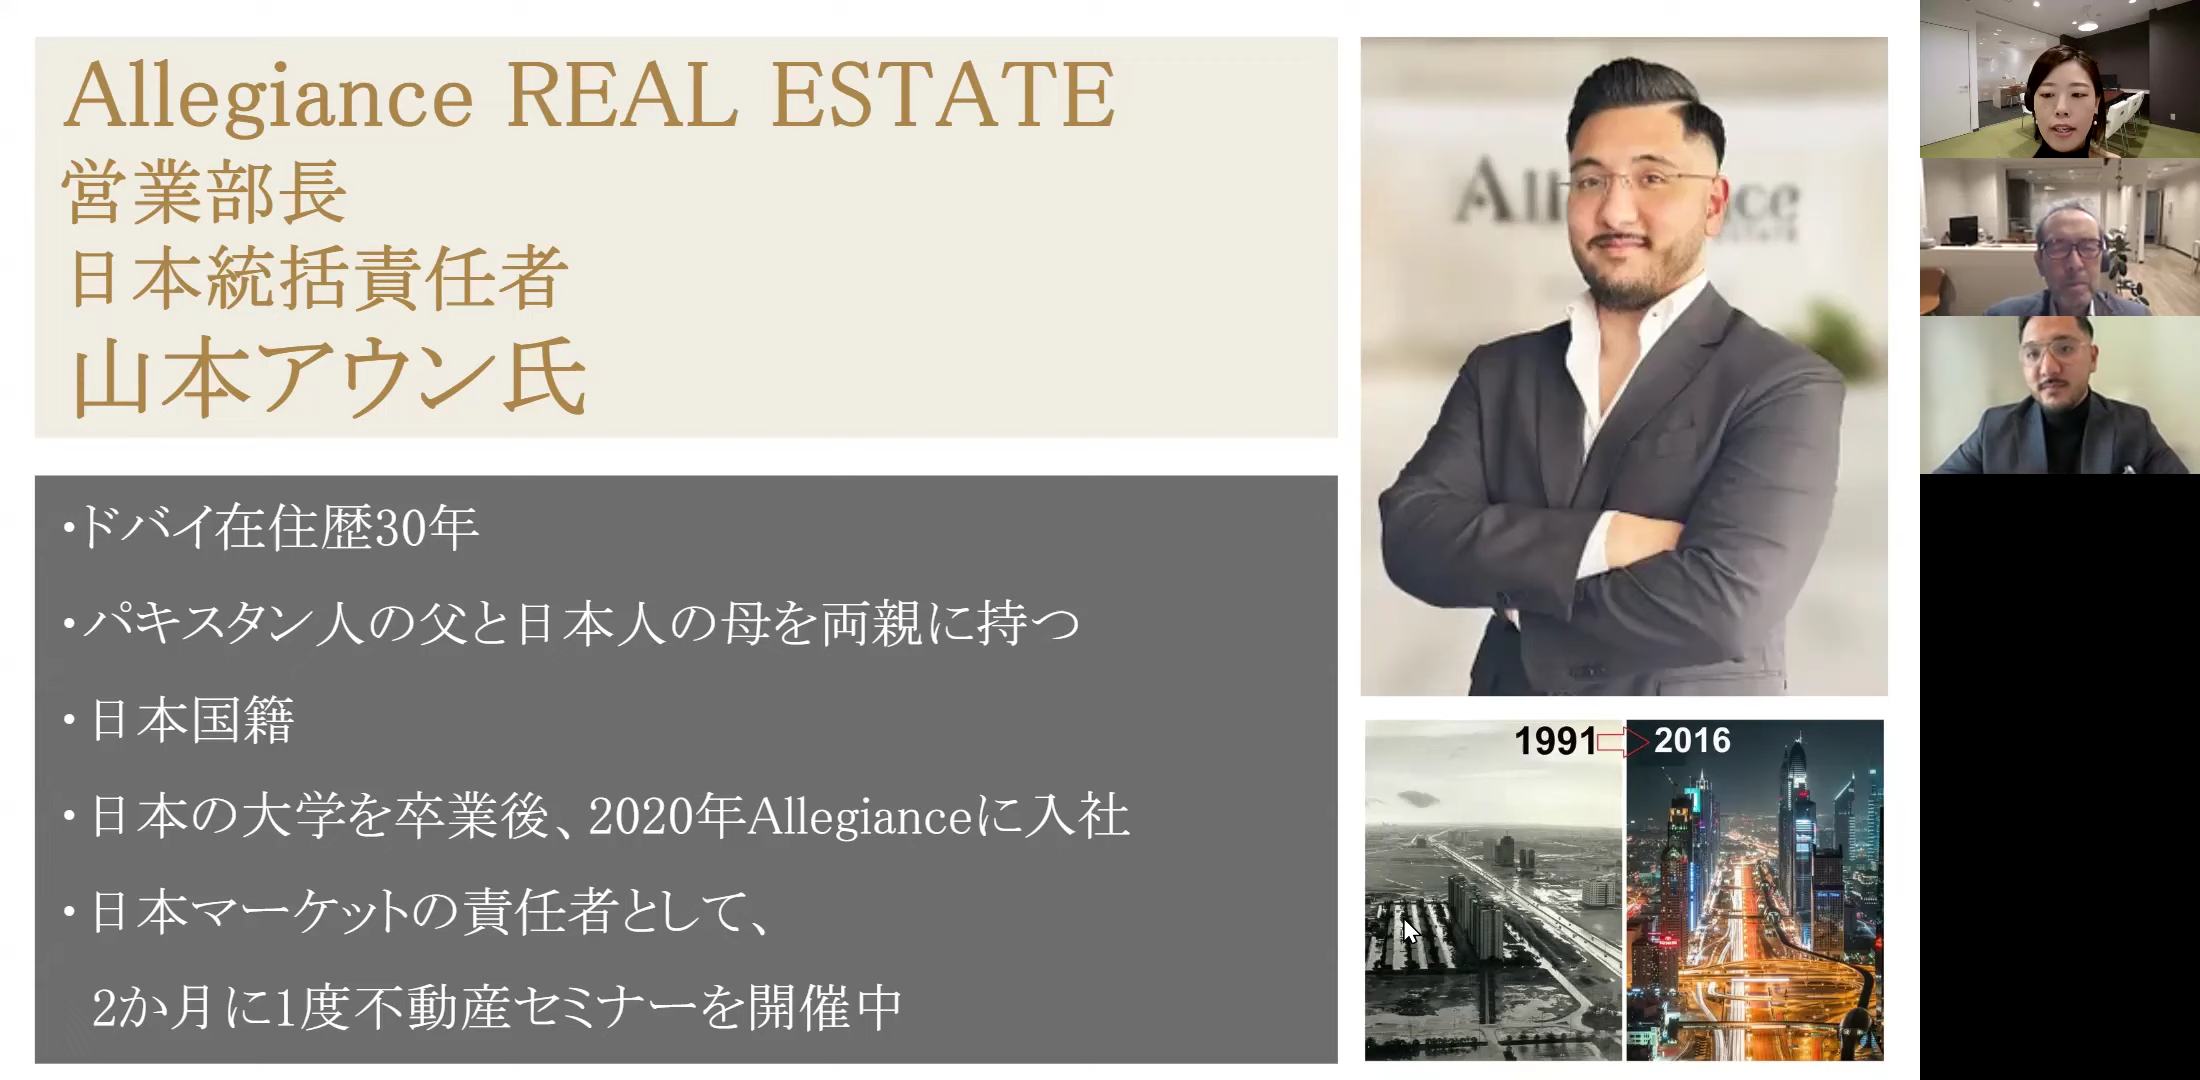 Allegiance REAL ESTATE
営業部長
日本統括責任者
山本アウン氏
・ドバイ在住歴30年
・パキスタン人の父と日本人の母を両親に持つ
・日本国籍
・日本の大学を卒業後、2020年Allegianceに入社
・日本マーケットの責任者として、
2か月に1度不動産セミナーを開催中
1991
2016